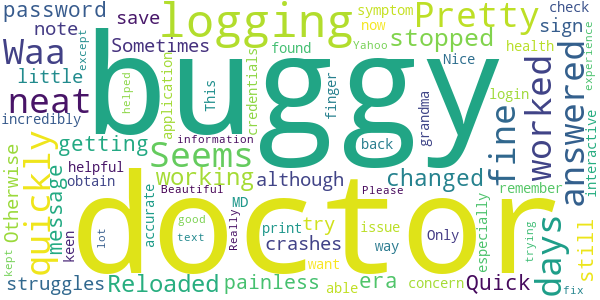 password save symptom now check
note sign
Waa logging Pretty
Sometimes stopped Yahoo Nice health
little found
incredibly except
neat buggy fine worked answered
helped application This credentials finger grandma login
getting Seems back
quickly information
message working although changed
Otherwise helpful
obtain Beautiful Please remember
keen accurate MD
doctor days still
lot good Really print try issue Only especially
text crashes way trying
interactive experience
struggles Reloaded painless want able era concern Quick
kept fix